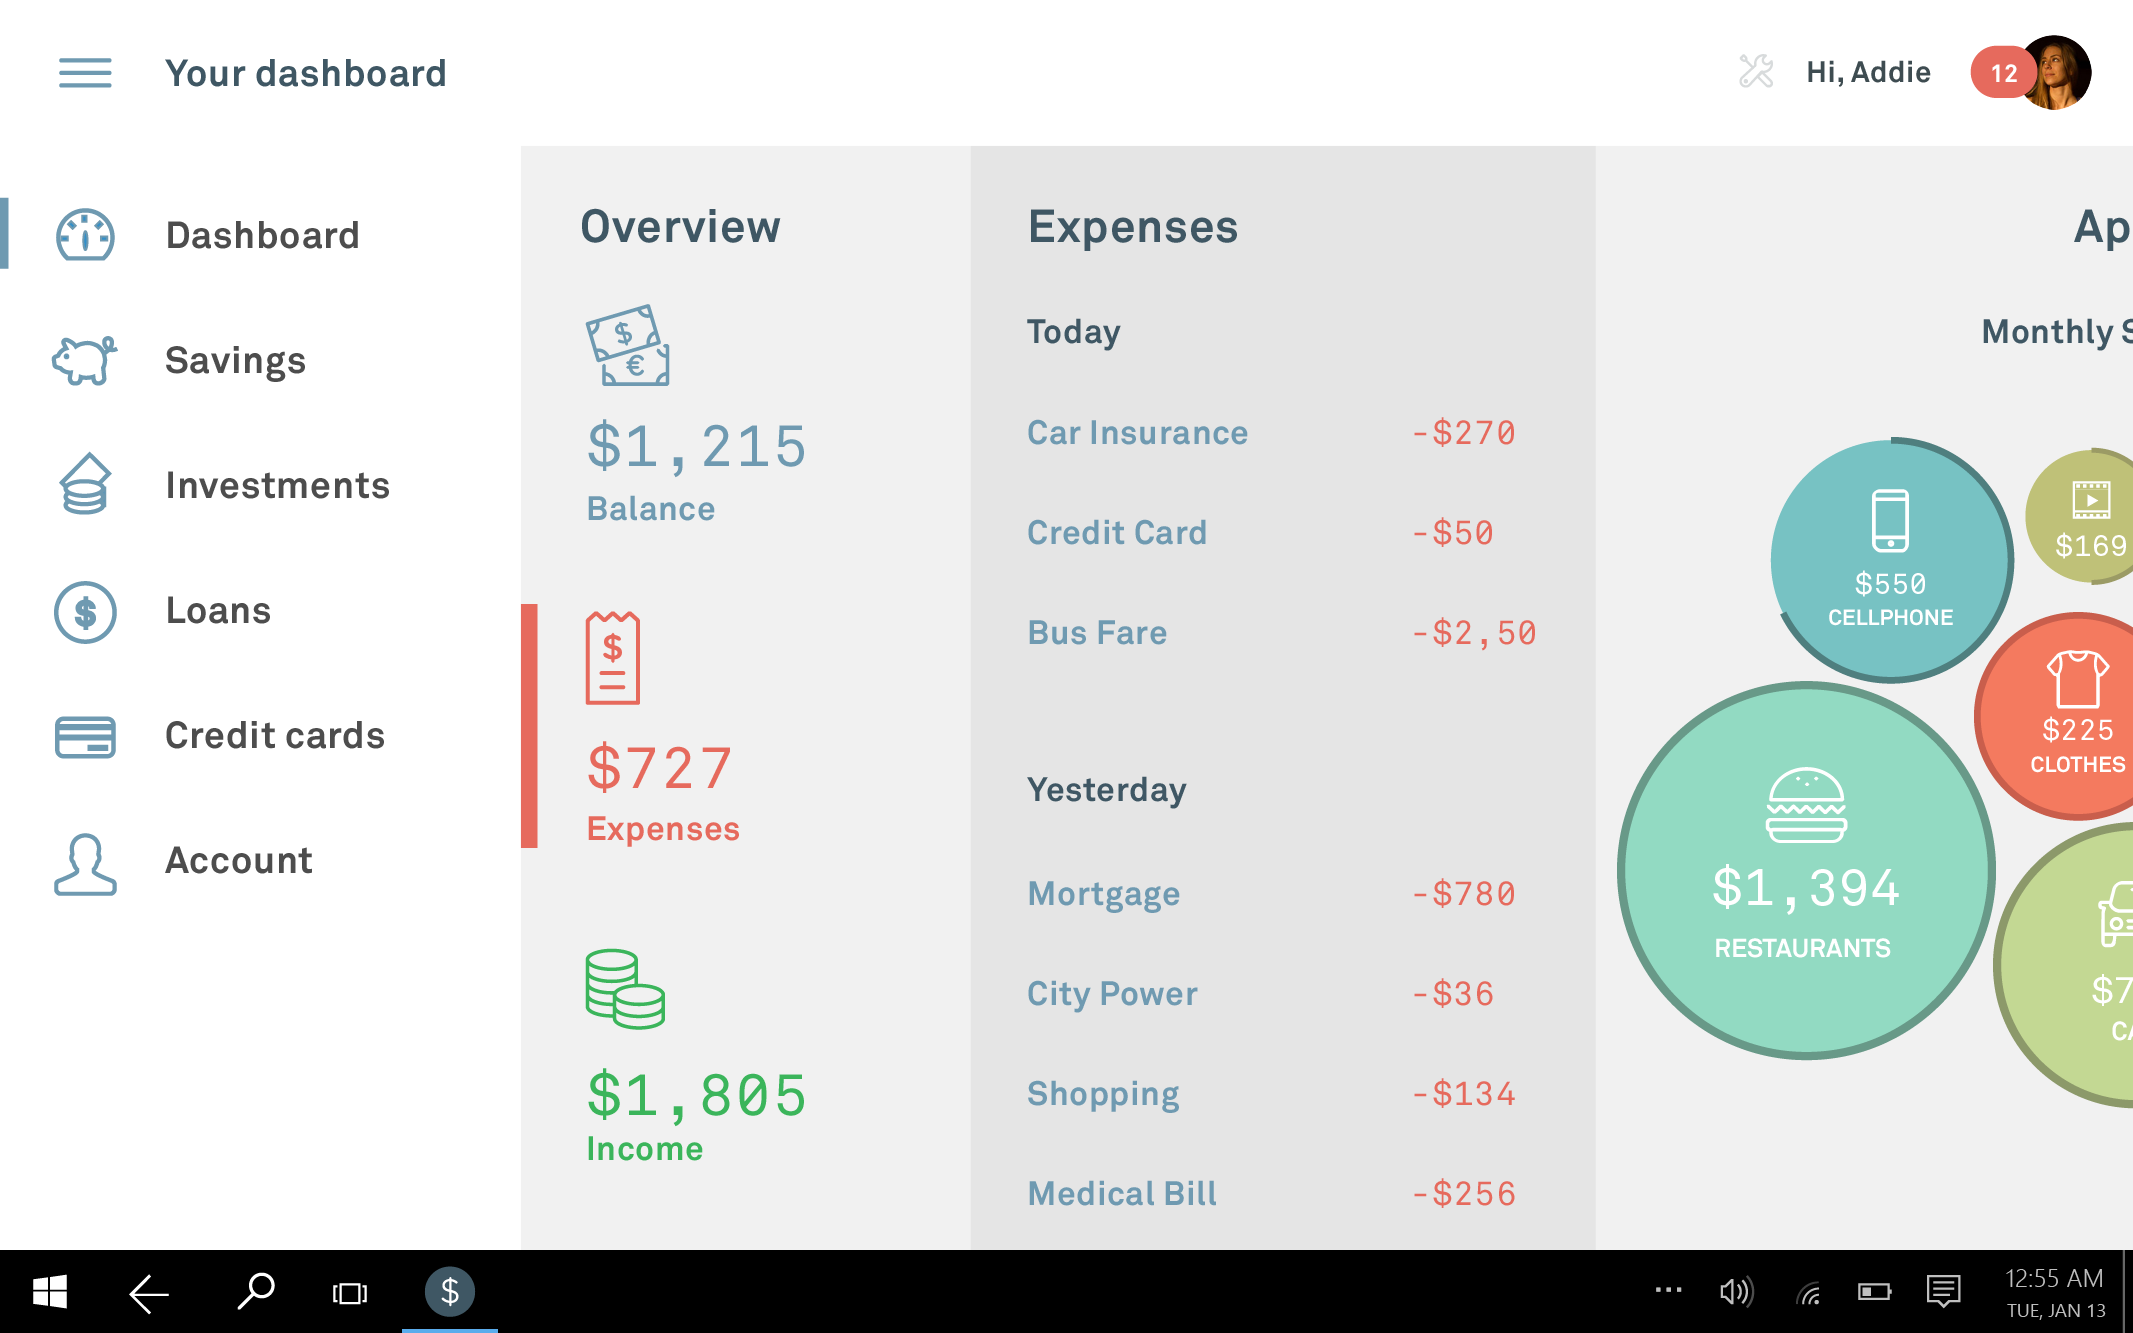 Your dashboard
Hi, Addie
12
Dashboard
Savings
Investments
Loans
Credit cards
Account
Overview
$1,215
Balance
$727
Expenses
$1,805
Income
Expenses
Today
Car Insurance -$270
Credit Card -$50
Bus Fare -$2,50
Yesterday
Mortgage -$780
City Power -$36
Shopping -$134
Medical Bill -$256
Ap
Monthly S
$550
CELLPHONE
$169
$225
CLOTHES
$1,394
RESTAURANTS
$7
CA
12:55 AM
TUE, JAN 13